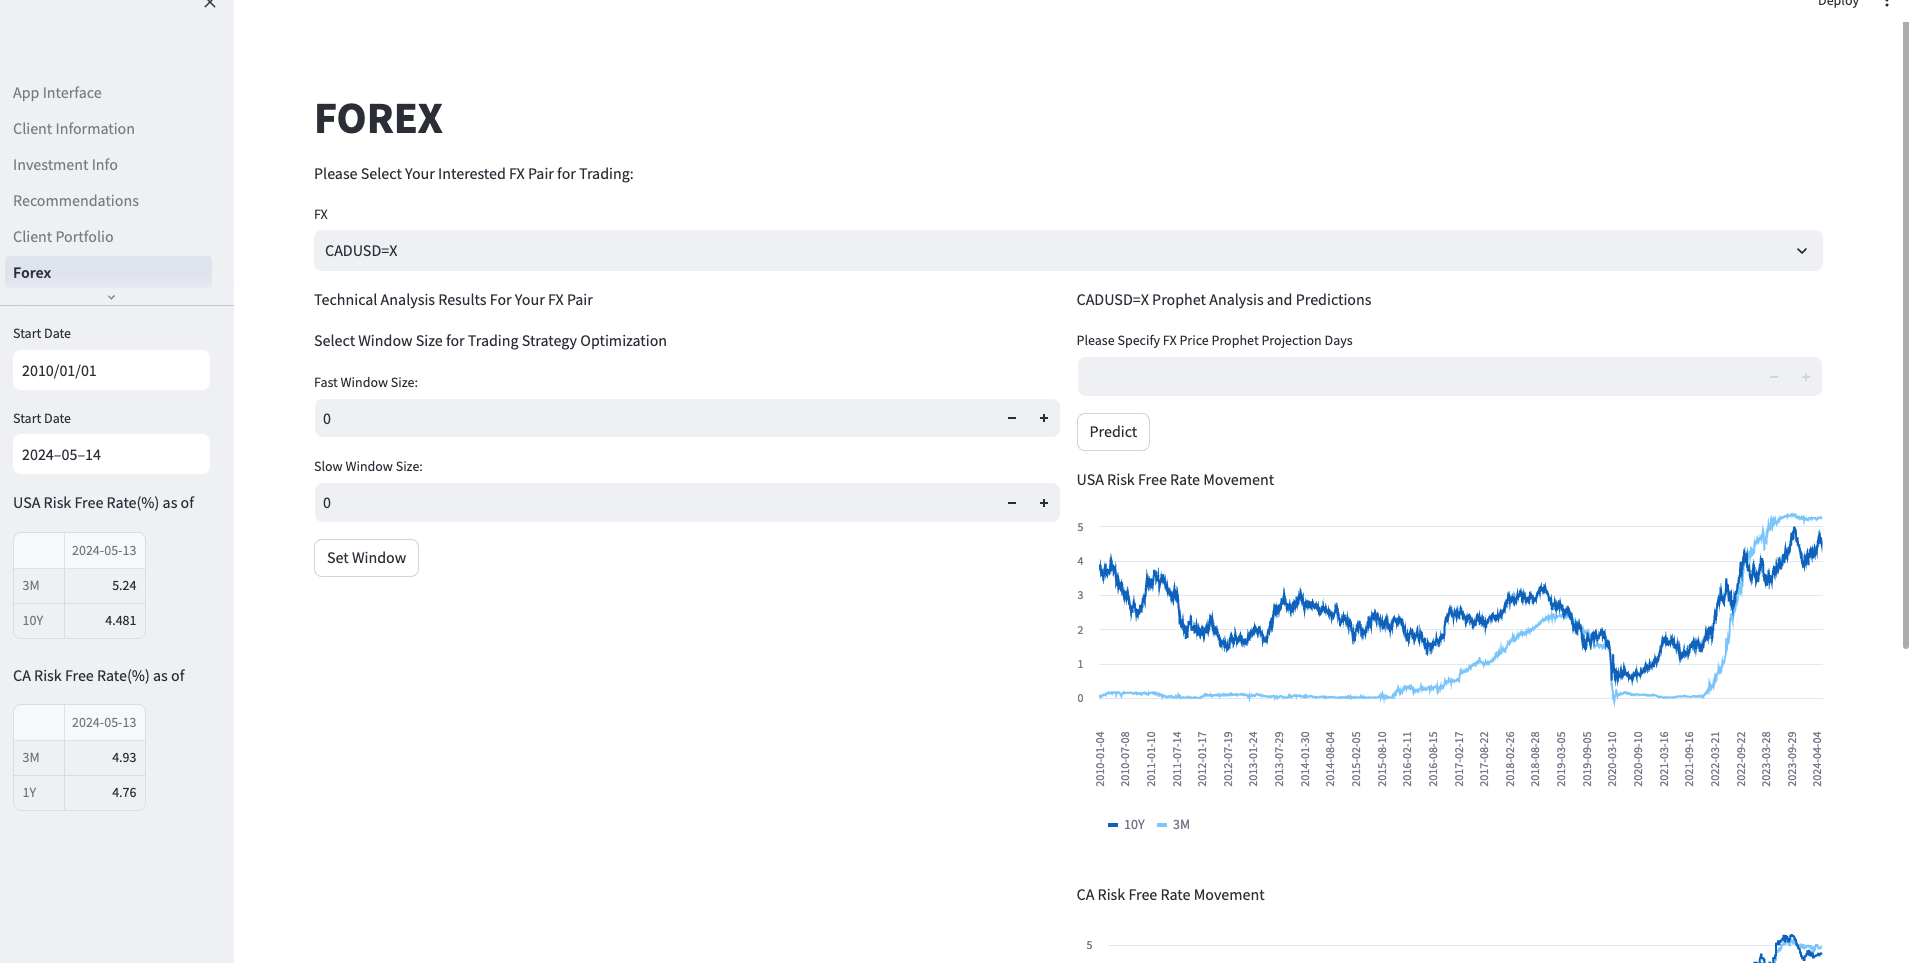 Deploy
App Interface
Client Information
Investment Info
Recommendations
Client Portfolio
Forex
Start Date
2010/01/01
Start Date
2024–05–14
USA Risk Free Rate(%) as of
2024-05-13
3M 5.24
10Y 4.481
CA Risk Free Rate(%) as of
2024-05-13
3M 4.93
1Y 4.76
FOREX
Please Select Your Interested FX Pair for Trading:
FX
CADUSD=X
Technical Analysis Results For Your FX Pair
Select Window Size for Trading Strategy Optimization
Fast Window Size:
0
Slow Window Size:
0
Set Window
CADUSD=X Prophet Analysis and Predictions
Please Specify FX Price Prophet Projection Days
Predict
USA Risk Free Rate Movement
5
4
3
2
1
0
2010-01-04
2010-07-08
2011-01-10
2011-07-14
2012-01-17
2012-07-19
2013-01-24
2013-07-29
2014-01-30
2014-08-04
2015-02-05
2015-08-10
2016-02-11
2016-08-15
2017-02-17
2017-08-22
2018-02-26
2018-08-28
2019-03-05
2019-09-05
2020-03-10
2020-09-10
2021-03-16
2021-09-16
2022-03-21
2022-09-22
2023-03-28
2023-09-29
2024-04-04
10Y 3M
CA Risk Free Rate Movement
5